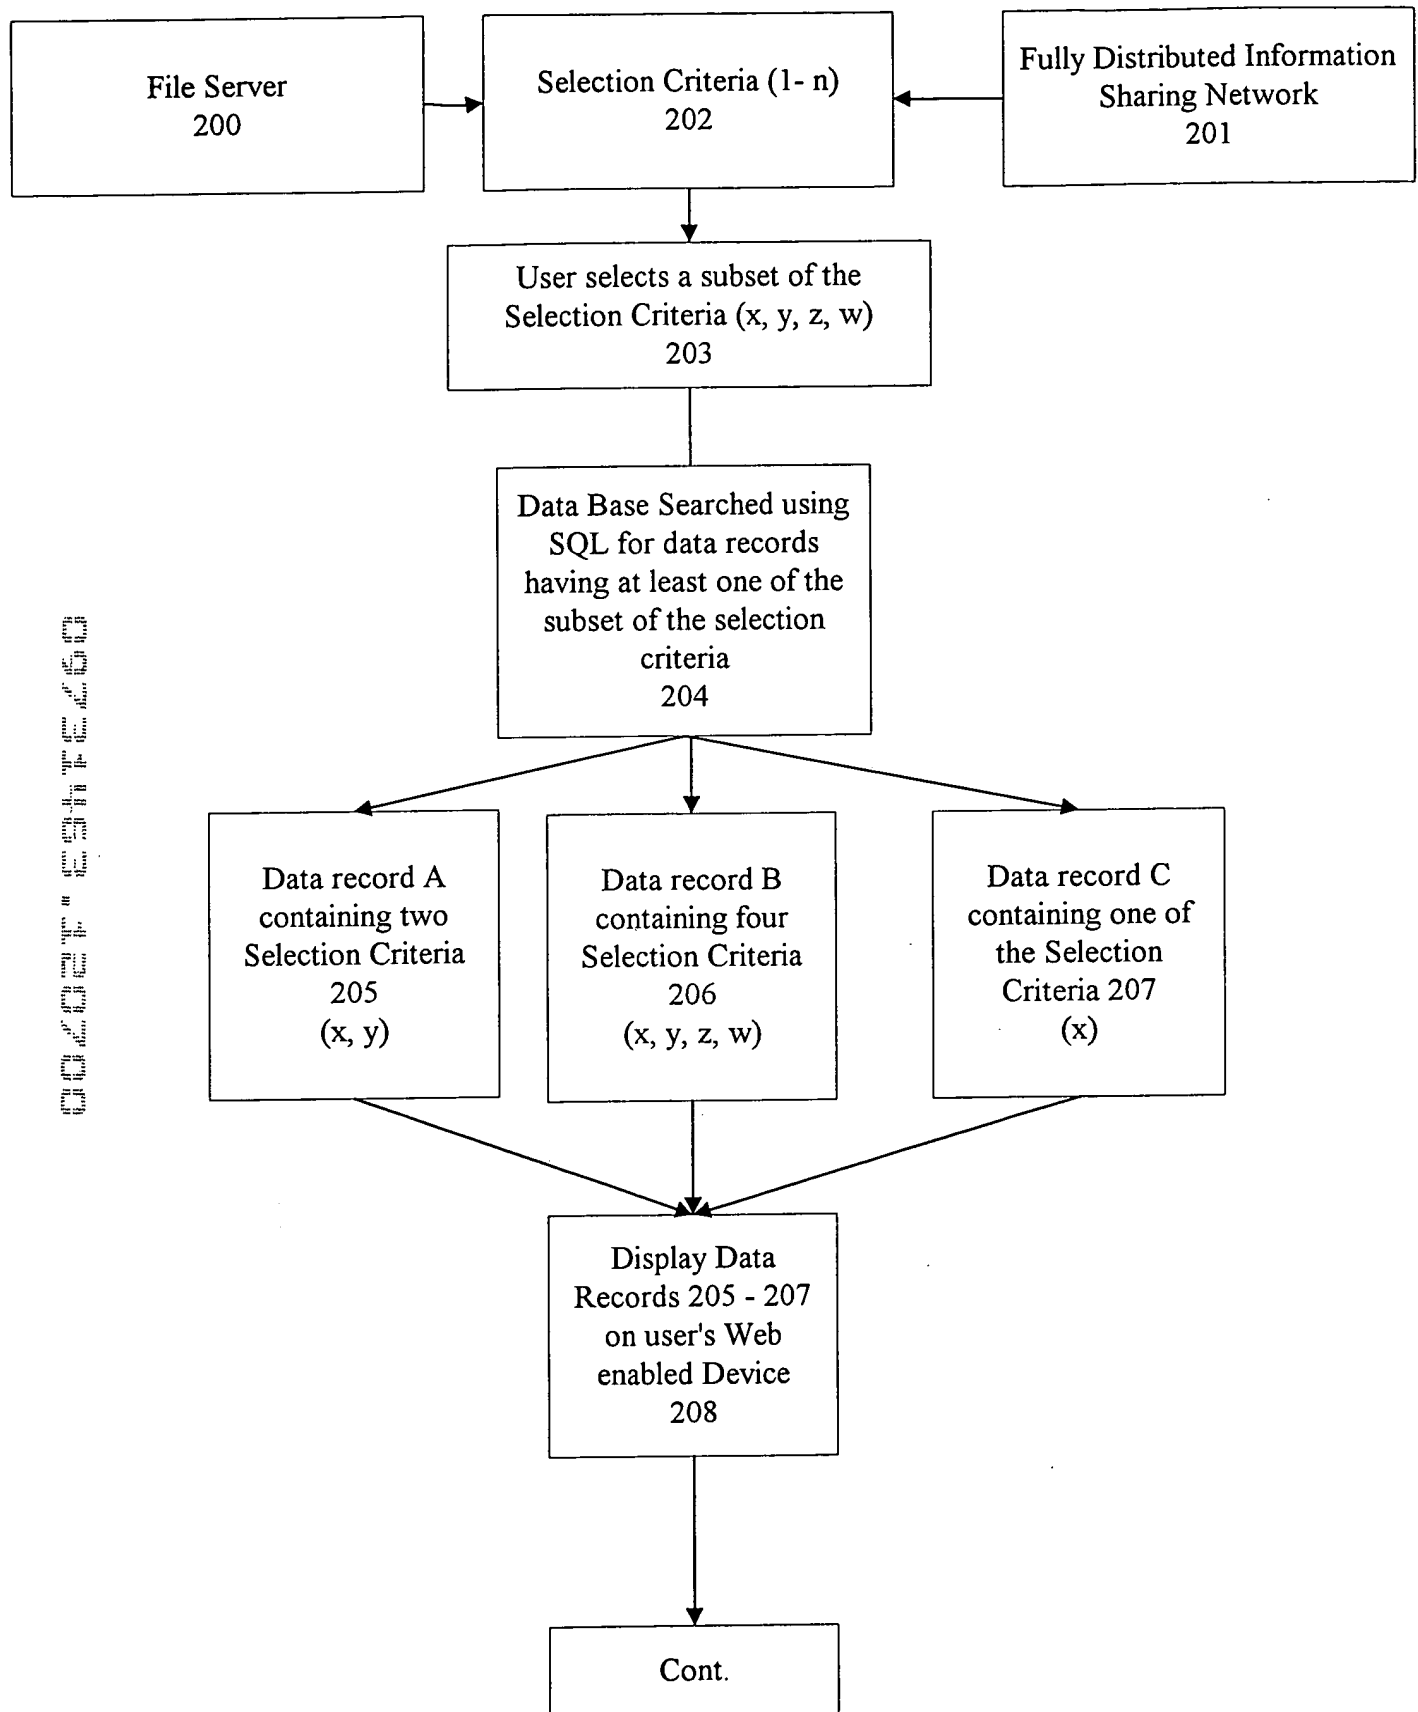 File Server
200
Selection Criteria (1- n)
202
Fully Distributed Information
Sharing Network
201
User selects a subset of the
Selection Criteria (x, y, z, w)
203
Data Base Searched using
SQL for data records
having at least one of the
subset of the selection
criteria
204
Data record A
containing two
Selection Criteria
205
(x, y)
Data record B
containing four
Selection Criteria
206
(x, y, z, w)
Data record C
containing one of
the Selection
Criteria 207
(x)
Display Data
Records 205 - 207
on user's Web
enabled Device
208
Cont.